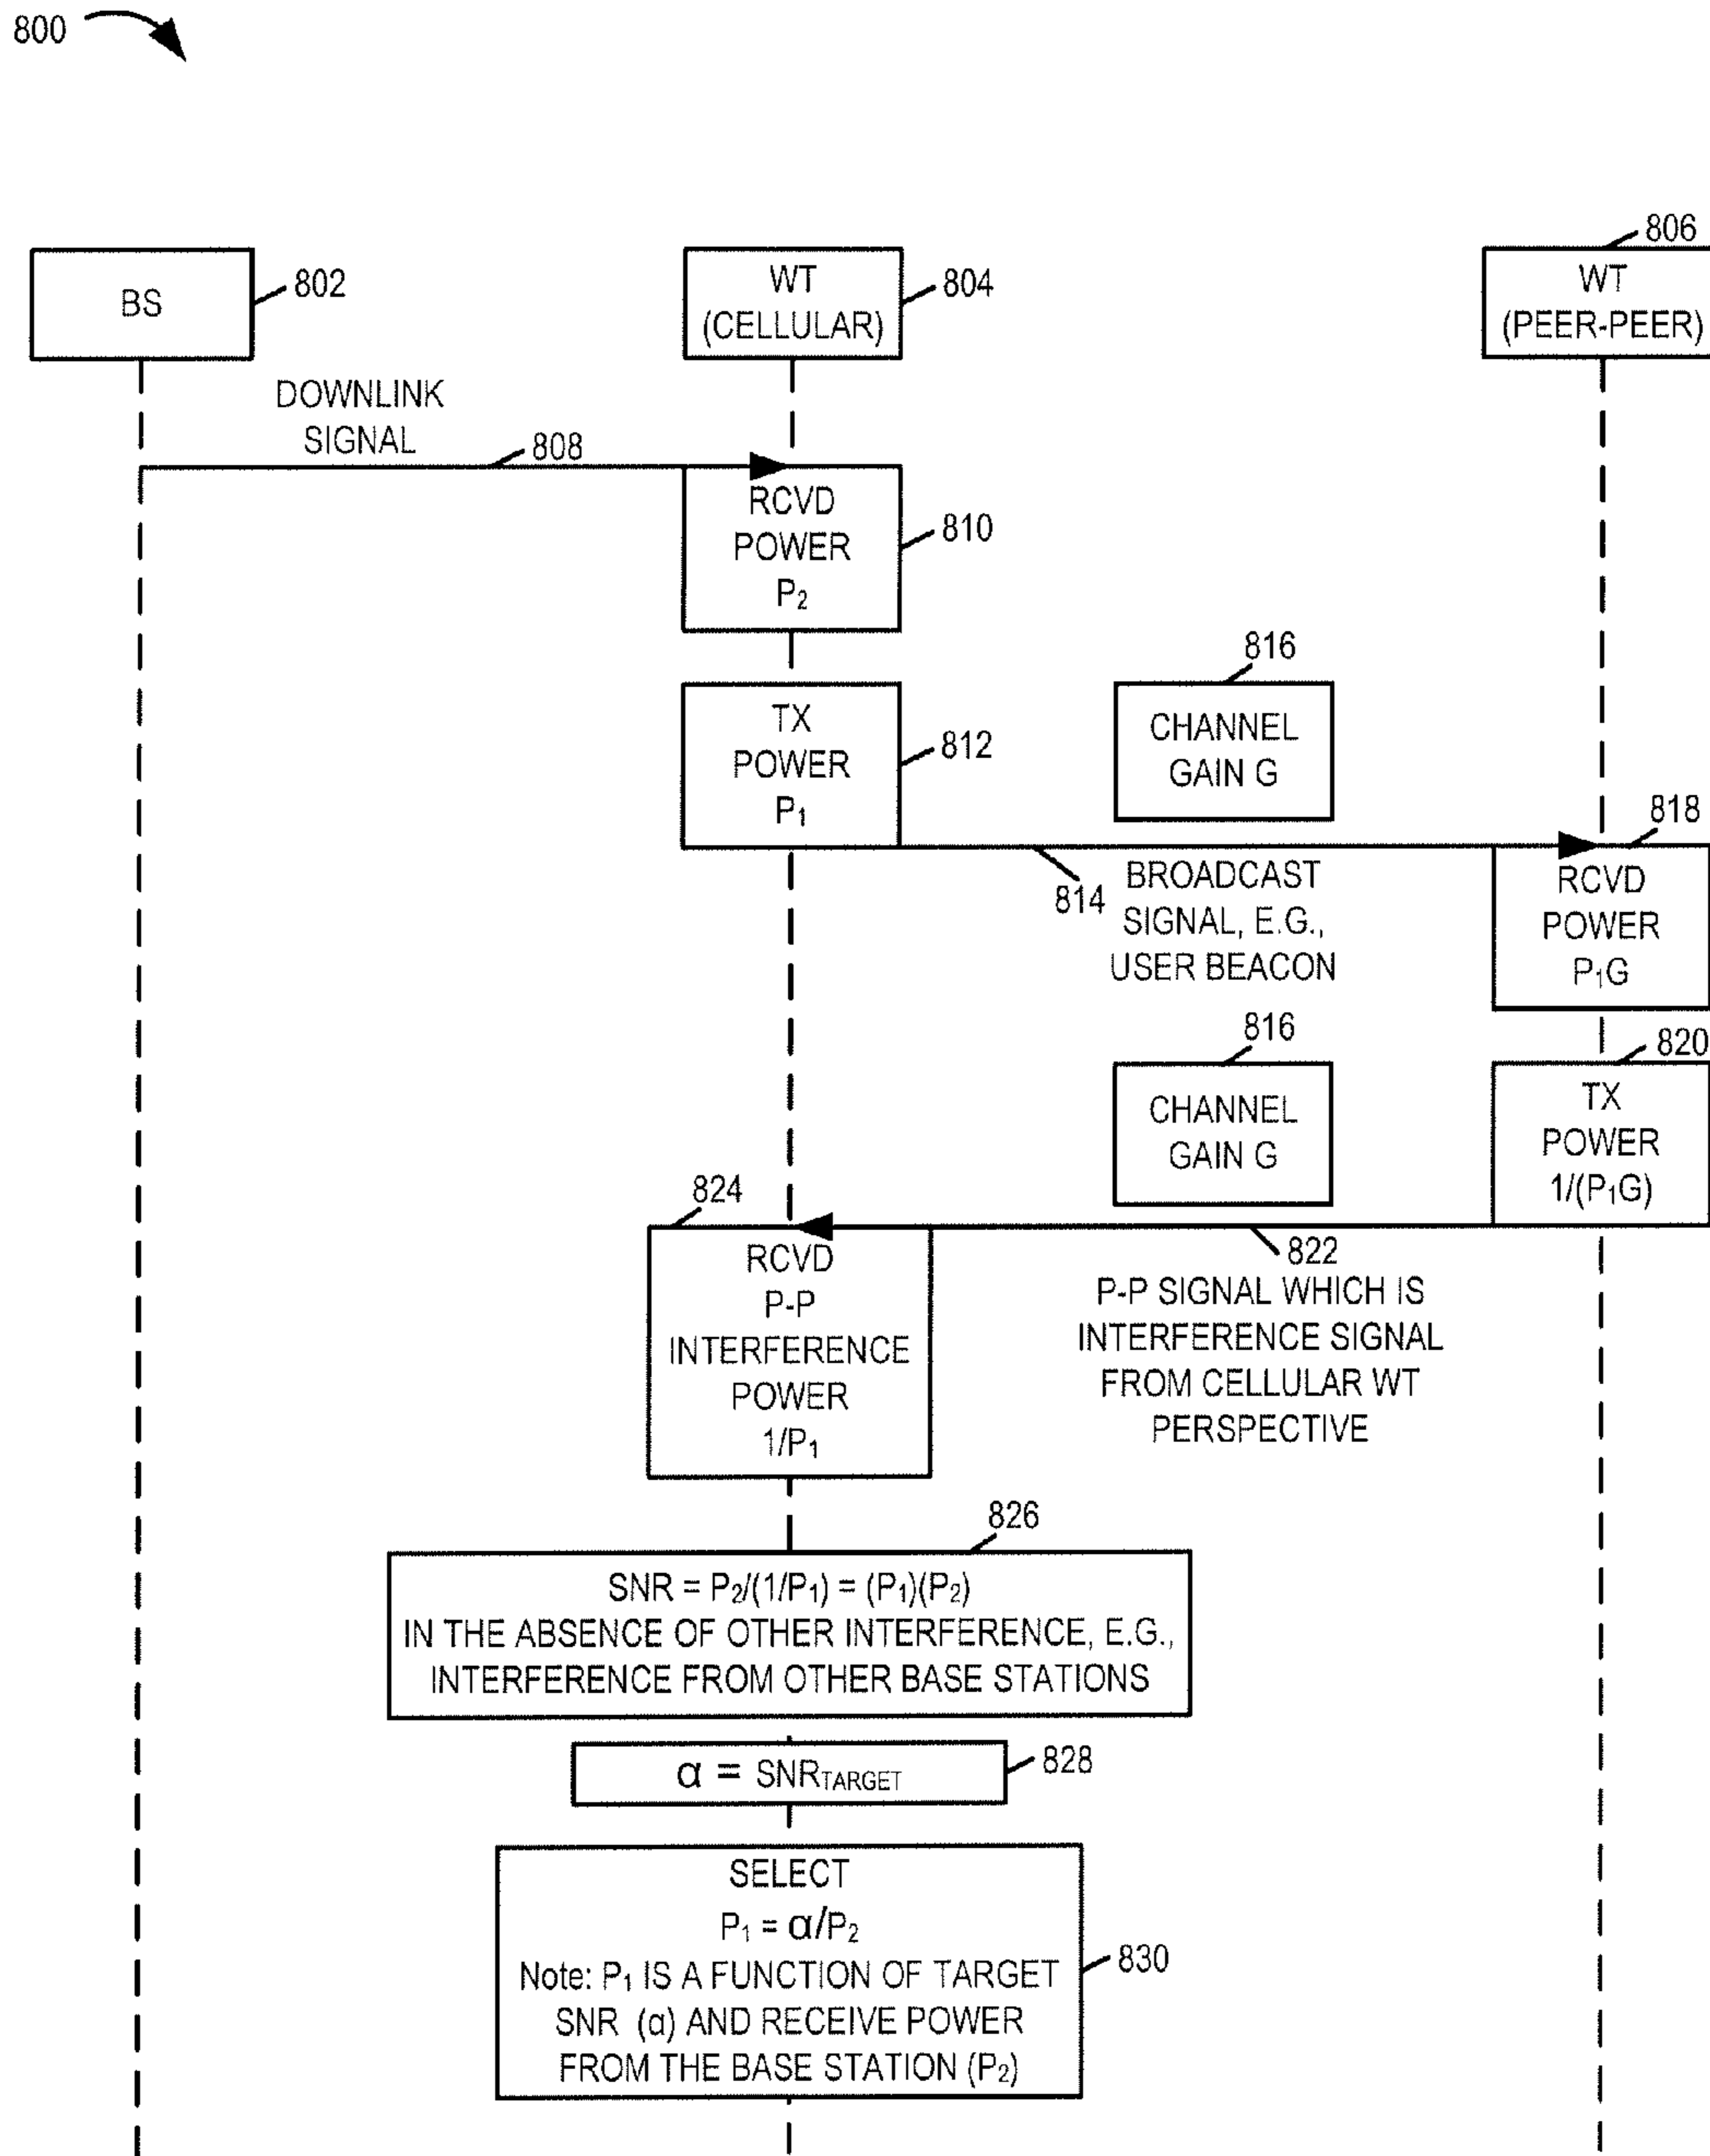 800
BS
802
WT
(CELLULAR)
804
806
WT
(PEER-PEER)
DOWNLINK
SIGNAL
808
RCVD
POWER
P₂
810
TX
POWER
P₁
812
816
CHANNEL
GAIN G
814
BROADCAST
SIGNAL, E.G.,
USER BEACON
818
RCVD
POWER
P₁G
816
CHANNEL
GAIN G
820
TX
POWER
1/(P₁G)
822
P-P SIGNAL WHICH IS
INTERFERENCE SIGNAL
FROM CELLULAR WT
PERSPECTIVE
824
RCVD
P-P
INTERFERENCE
POWER
1/P₁
826
SNR = P₂/(1/P₁) = (P₁)(P₂)
IN THE ABSENCE OF OTHER INTERFERENCE, E.G.,
INTERFERENCE FROM OTHER BASE STATIONS
α = SNR_TARGET
828
SELECT
P₁ = α/P₂
Note: P₁ IS A FUNCTION OF TARGET
SNR (α) AND RECEIVE POWER
FROM THE BASE STATION (P₂)
830